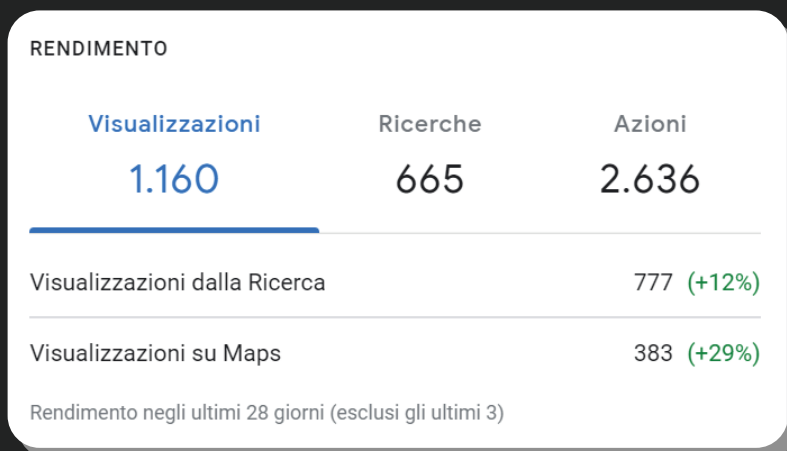 RENDIMENTO
Visualizzazioni Ricerche Azioni
1.160 665 2.636
Visualizzazioni dalla Ricerca 777 (+12%)
Visualizzazioni su Maps 383 (+29%)
Rendimento negli ultimi 28 giorni (esclusi gli ultimi 3)